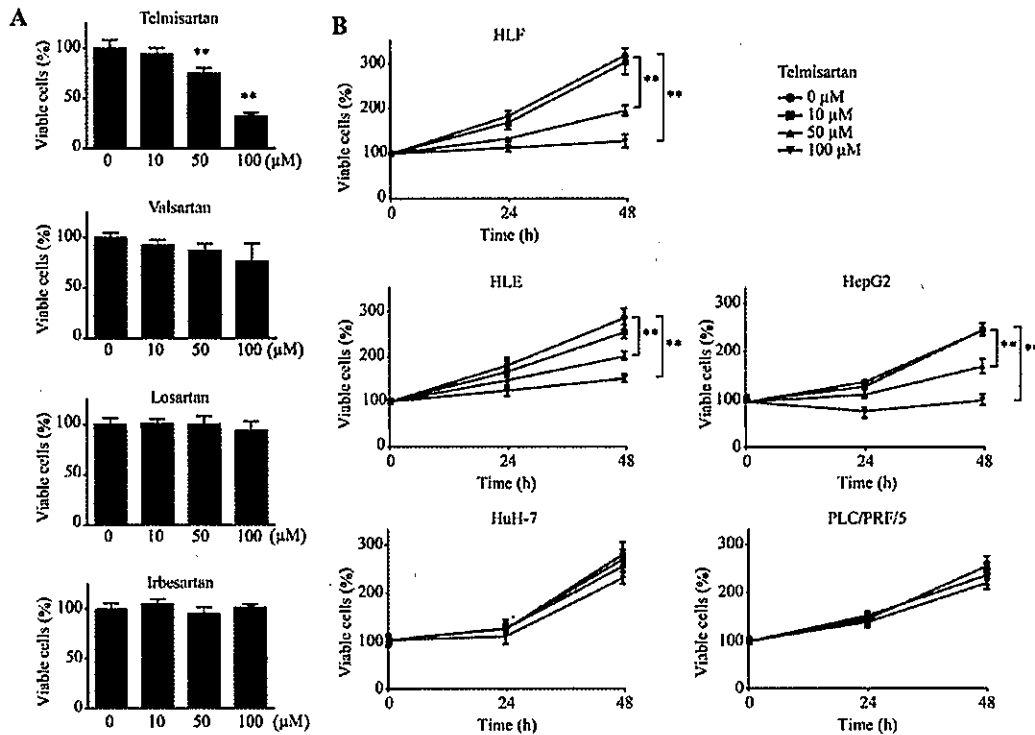 A
Telmisartan
Viable cells (%)
100
50
0
**
**
0 10 50 100 (μM)
Valsartan
Viable cells (%)
100
50
0
0 10 50 100 (μM)
Losartan
Viable cells (%)
100
50
0
0 10 50 100 (μM)
Irbesartan
Viable cells (%)
100
50
0
0 10 50 100 (μM)
B
HLF
Viable cells (%)
300
200
100
0
** **
0 24 48
Time (h)
Telmisartan
0 μM
10 μM
50 μM
100 μM
HLE
Viable cells (%)
300
200
100
0
** **
0 24 48
Time (h)
HepG2
Viable cells (%)
300
200
100
0
**
0 24 48
Time (h)
HuH-7
Viable cells (%)
300
200
100
0
0 24 48
Time (h)
PLC/PRF/5
Viable cells (%)
300
200
100
0
0 24 48
Time (h)